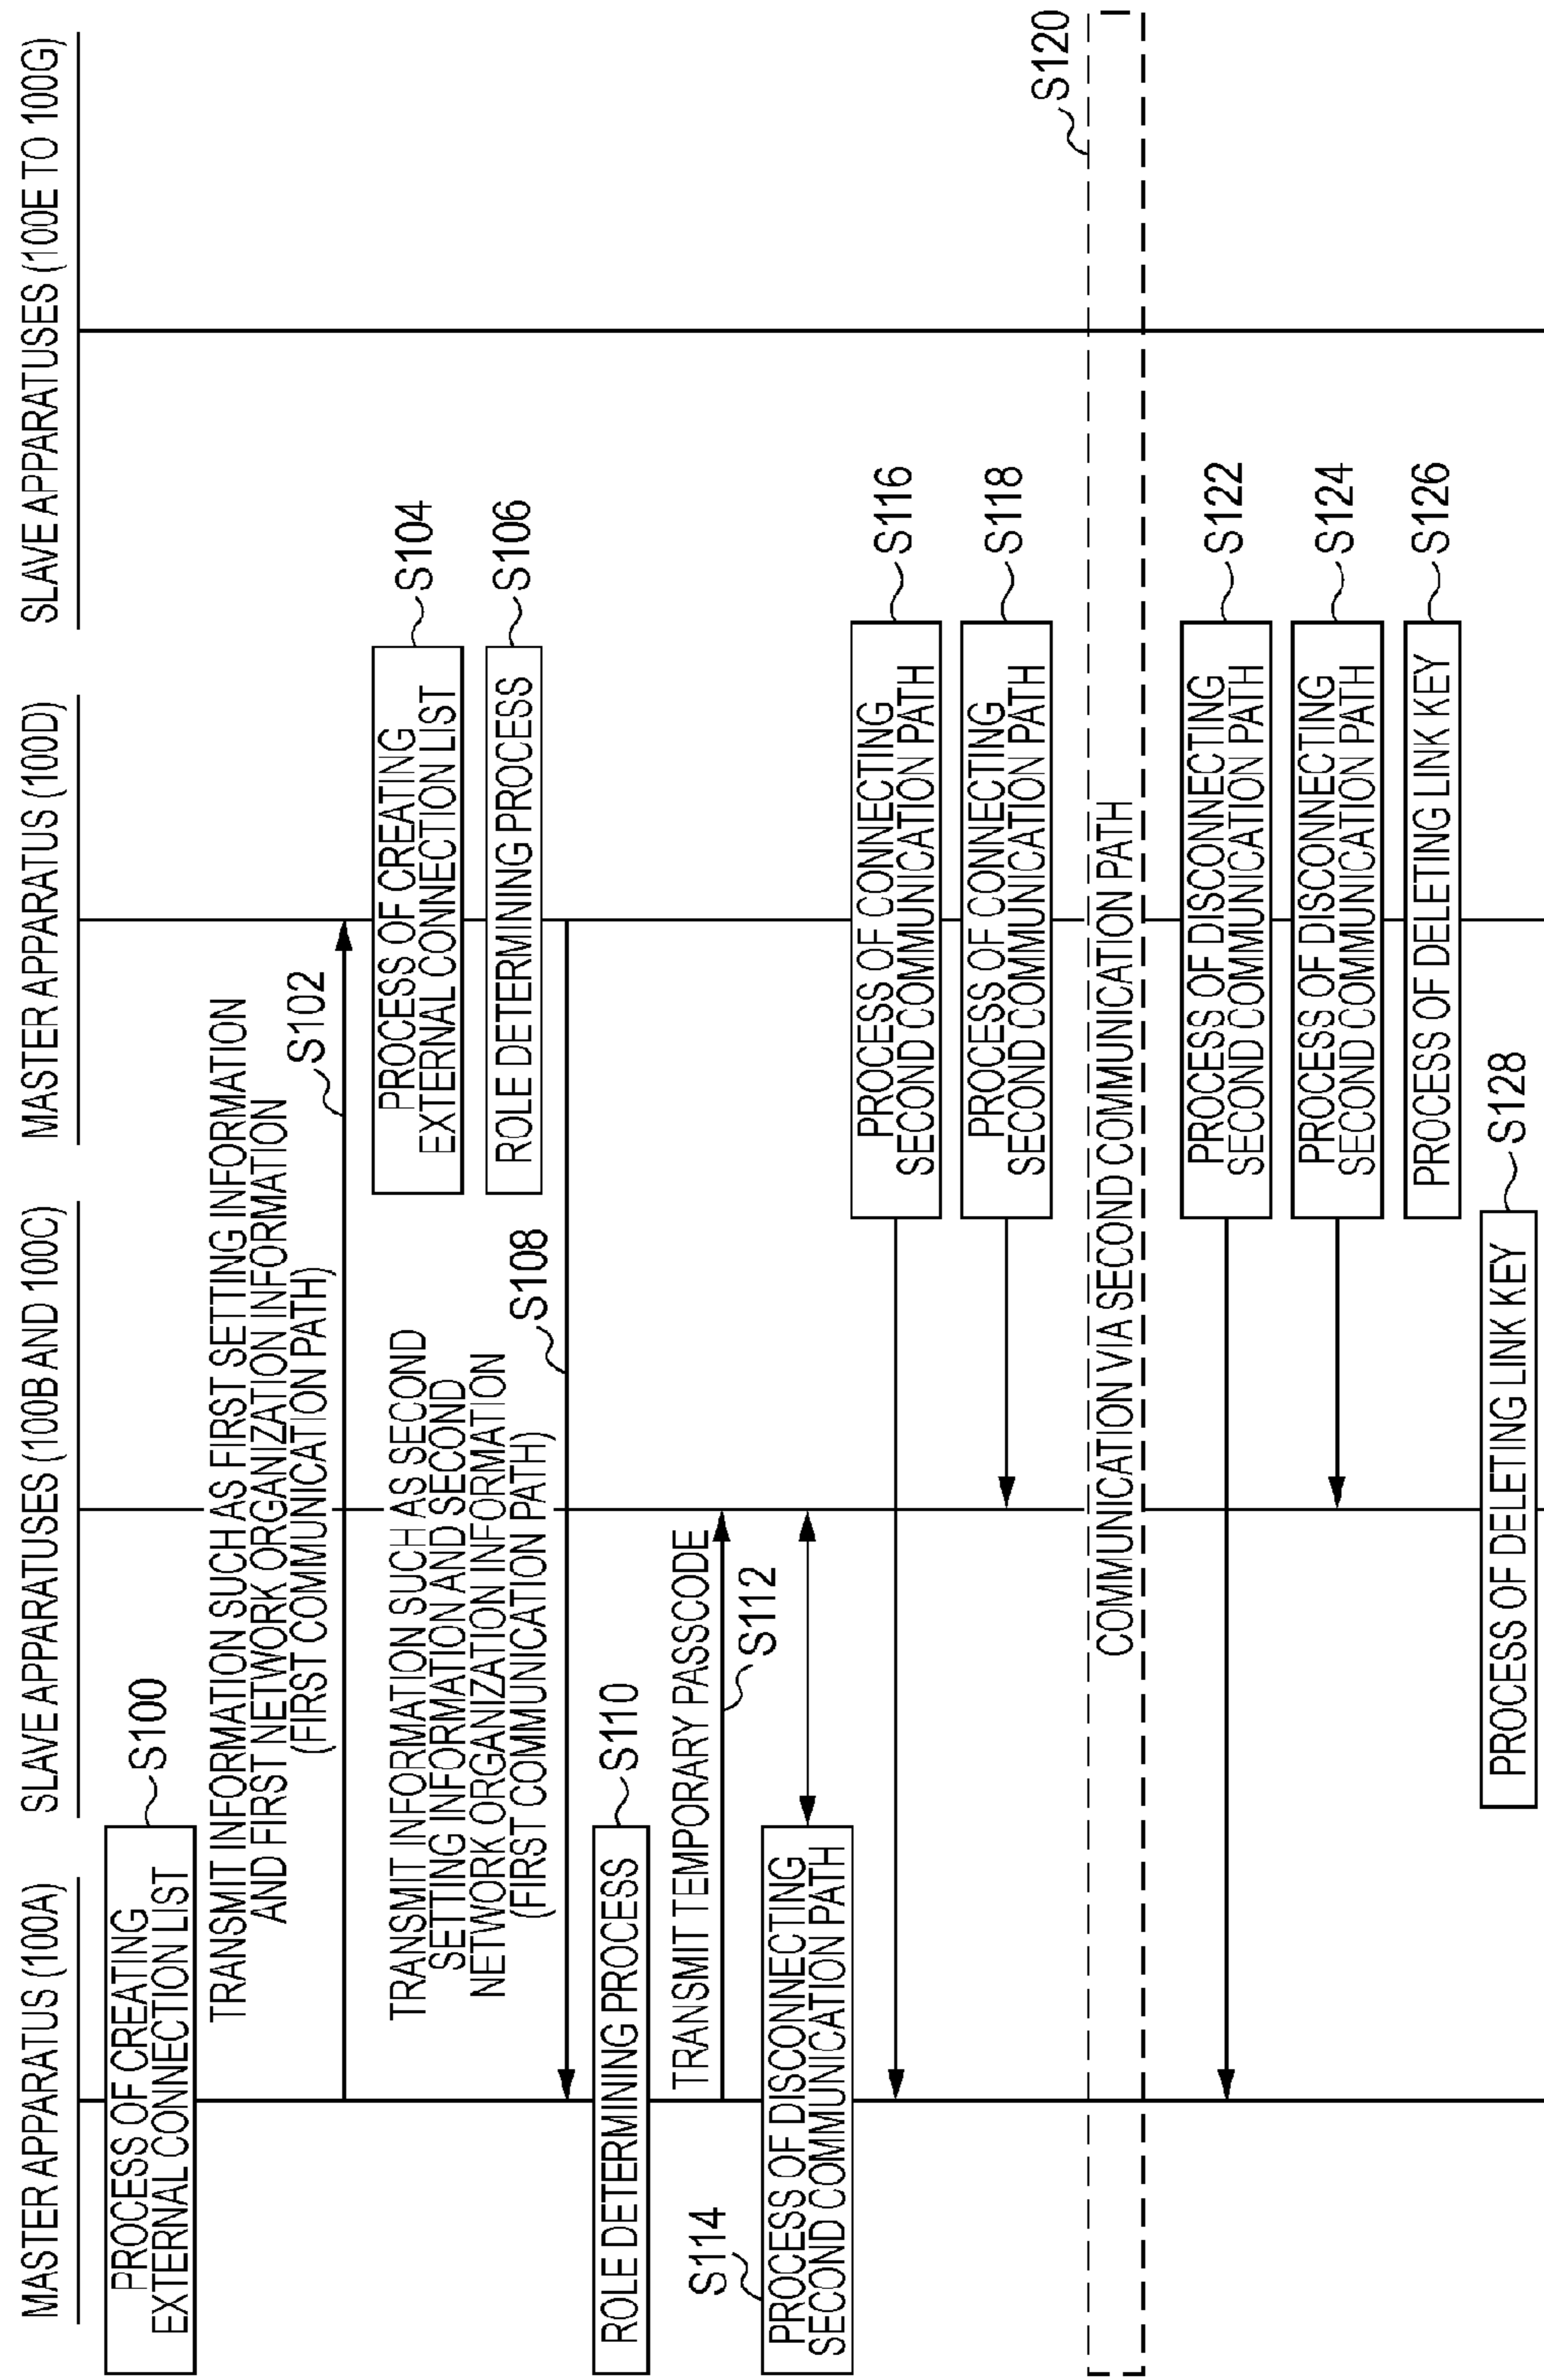 MASTER APPARATUS (100A)
SLAVE APPARATUSES (100B AND 100C)
MASTER APPARATUS (100D)
SLAVE APPARATUSES (100E TO 100G)
PROCESS OF CREATING
EXTERNAL CONNECTION LIST
S100
TRANSMIT INFORMATION SUCH AS FIRST SETTING INFORMATION
AND FIRST NETWORK ORGANIZATION INFORMATION
(FIRST COMMUNICATION PATH)
S102
PROCESS OF CREATING
EXTERNAL CONNECTION LIST
S104
ROLE DETERMINING PROCESS
S106
TRANSMIT INFORMATION SUCH AS SECOND
SETTING INFORMATION AND SECOND
NETWORK ORGANIZATION INFORMATION
(FIRST COMMUNICATION PATH)
S108
ROLE DETERMINING PROCESS
S110
TRANSMIT TEMPORARY PASSCODE
S112
S114
PROCESS OF DISCONNECTING
SECOND COMMUNICATION PATH
PROCESS OF CONNECTING
SECOND COMMUNICATION PATH
S116
PROCESS OF CONNECTING
SECOND COMMUNICATION PATH
S118
COMMUNICATION VIA SECOND COMMUNICATION PATH
S120
PROCESS OF DISCONNECTING
SECOND COMMUNICATION PATH
S122
PROCESS OF DISCONNECTING
SECOND COMMUNICATION PATH
S124
PROCESS OF DELETING LINK KEY
S126
PROCESS OF DELETING LINK KEY
S128